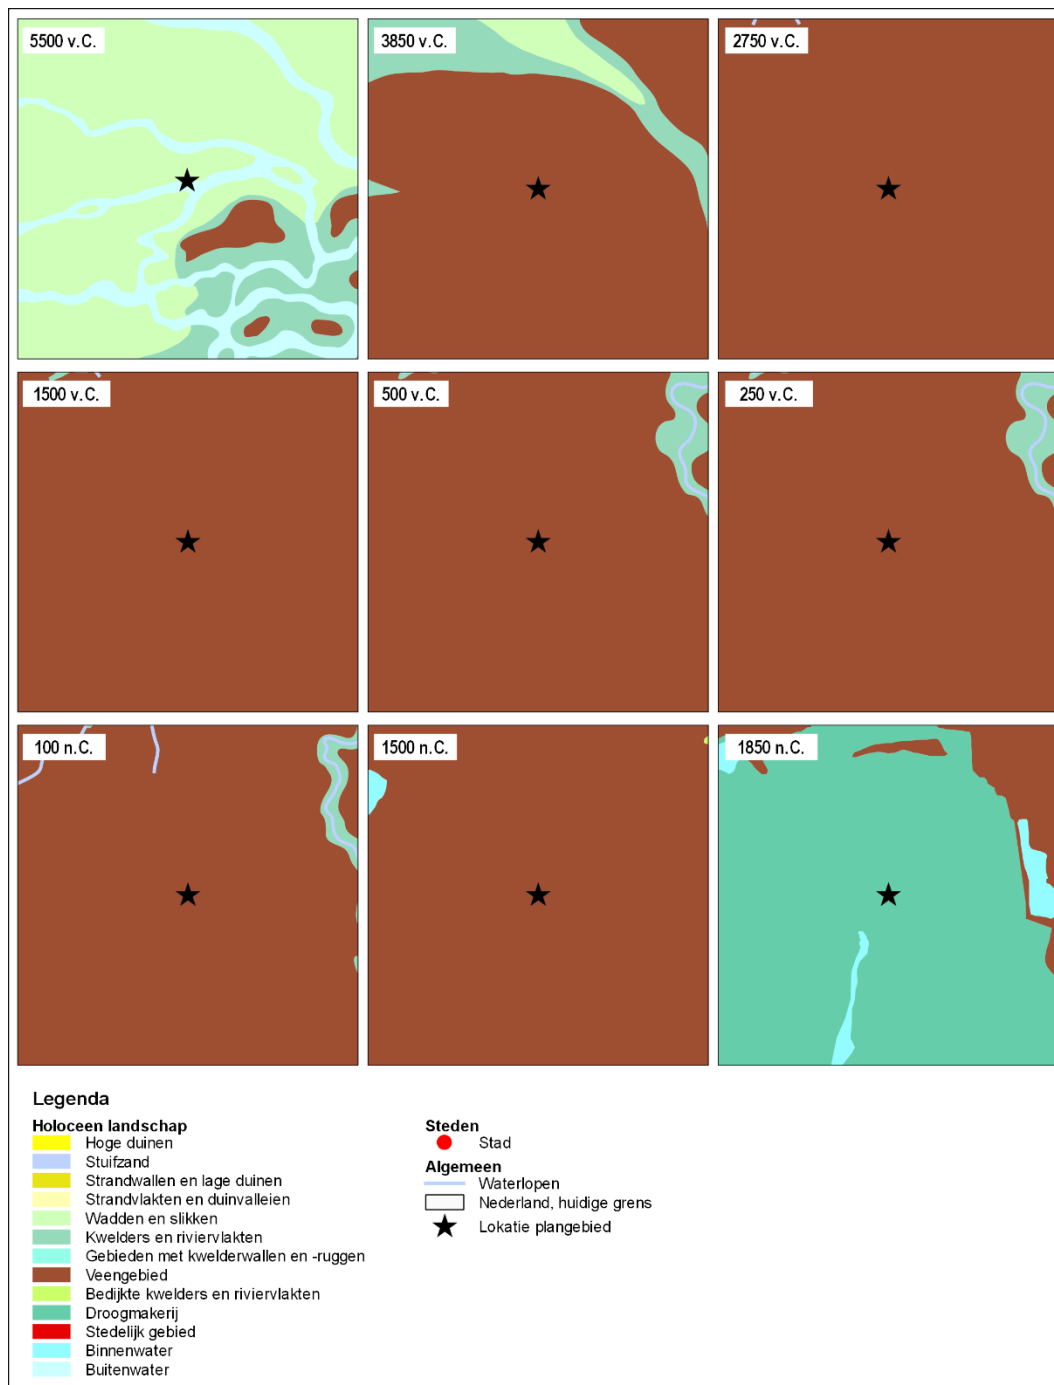 5500 v.C.
3850 v.C.
2750 v.C.
1500 v.C.
500 v.C.
250 v.C.
100 n.C.
1500 n.C.
1850 n.C.
Legenda
Holoceen landschap
Hoge duinen
Stuifzand
Strandwallen en lage duinen
Strandvlakten en duinvalleien
Wadden en slikken
Kwelders en riviervlakten
Gebieden met kwelderwallen en -ruggen
Veengebied
Bedijkte kwelders en riviervlakten
Droogmakerij
Stedelijk gebied
Binnenwater
Buitenwater
Steden
Stad
Algemeen
Waterlopen
Nederland, huidige grens
Lokatie plangebied